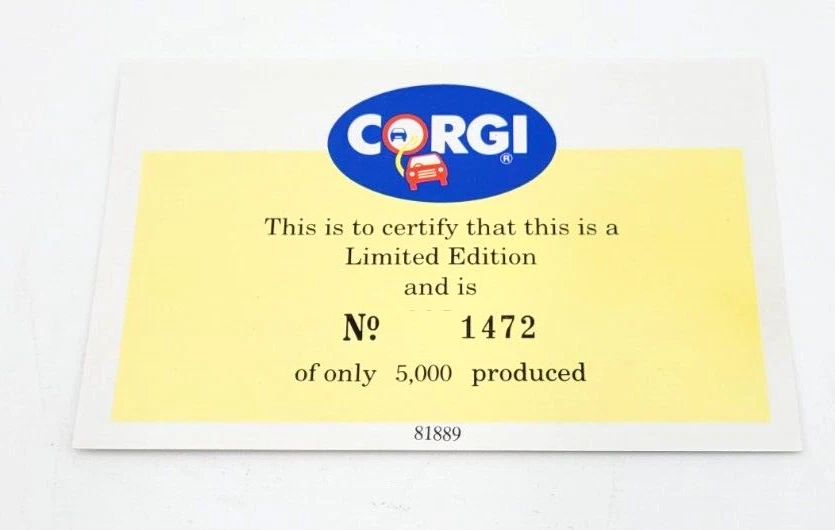 CORGI ®
This is to certify that this is a
Limited Edition
and is
Nº 1472
of only 5,000 produced
81889